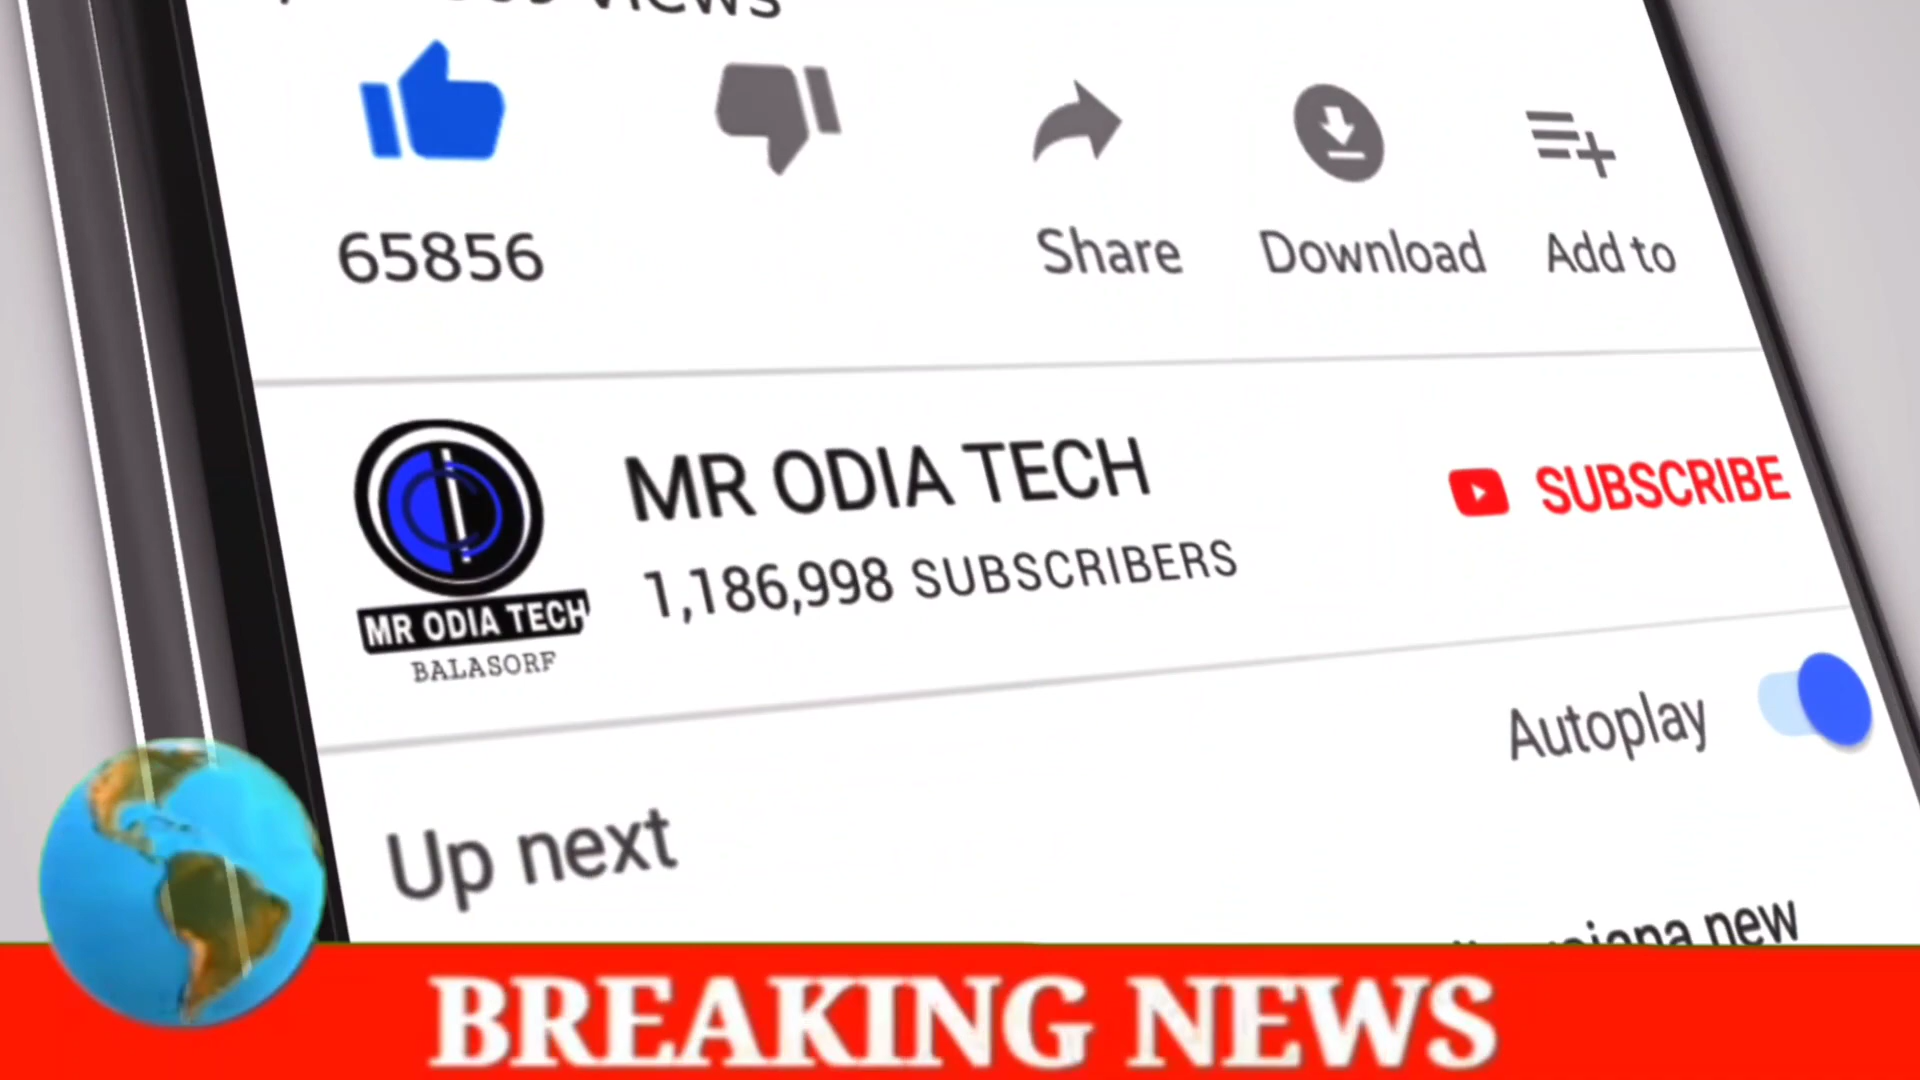 views
65856
Share
Download
Add to
MR ODIA TECH
1,186,998 SUBSCRIBERS
SUBSCRIBE
MR ODIA TECH
BALASORF
Autoplay
Up next
new
BREAKING NEWS